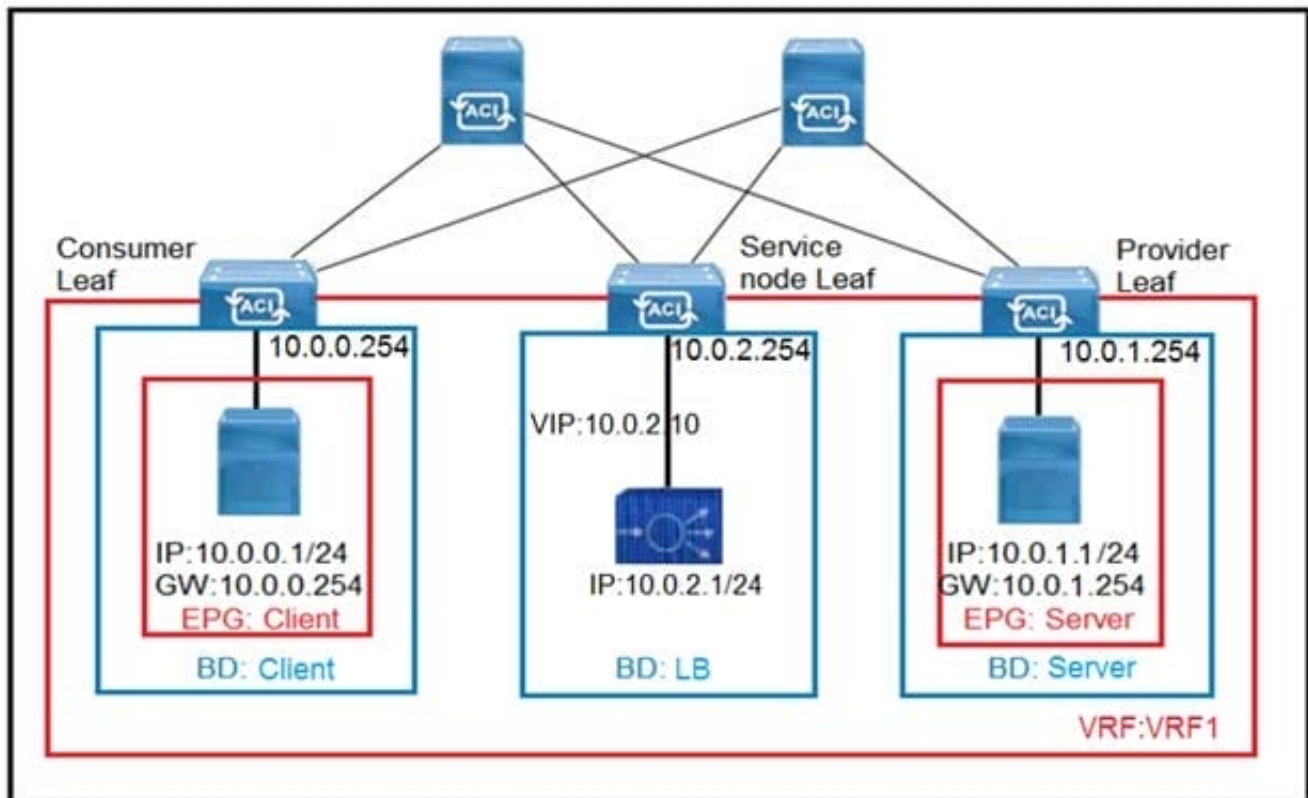 ACI
ACI
Consumer
Leaf
Service
node Leaf
Provider
Leaf
ACI
ACI
ACI
10.0.0.254
10.0.2.254
10.0.1.254
VIP:10.0.2.10
IP:10.0.0.1/24
GW:10.0.0.254
EPG: Client
BD: Client
IP:10.0.2.1/24
BD: LB
IP:10.0.1.1/24
GW:10.0.1.254
EPG: Server
BD: Server
VRF:VRF1